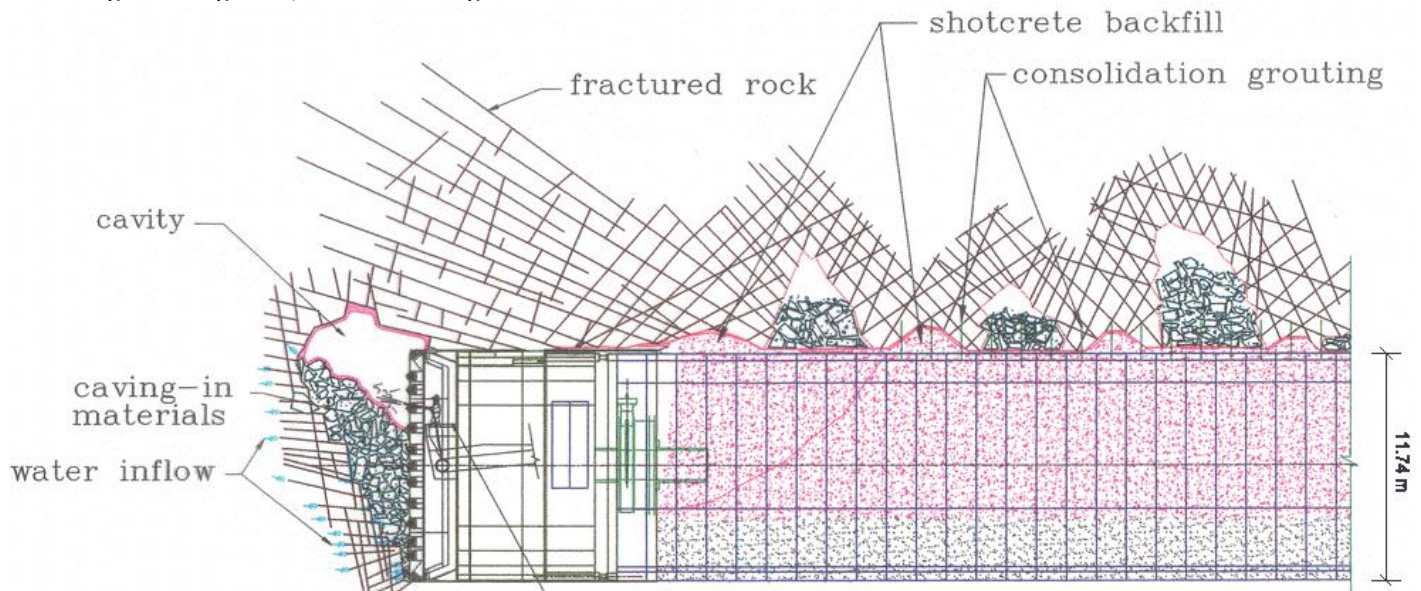 shotcrete backfill
fractured rock
consolidation grouting
cavity
caving-in
materials
water inflow
11.74 m